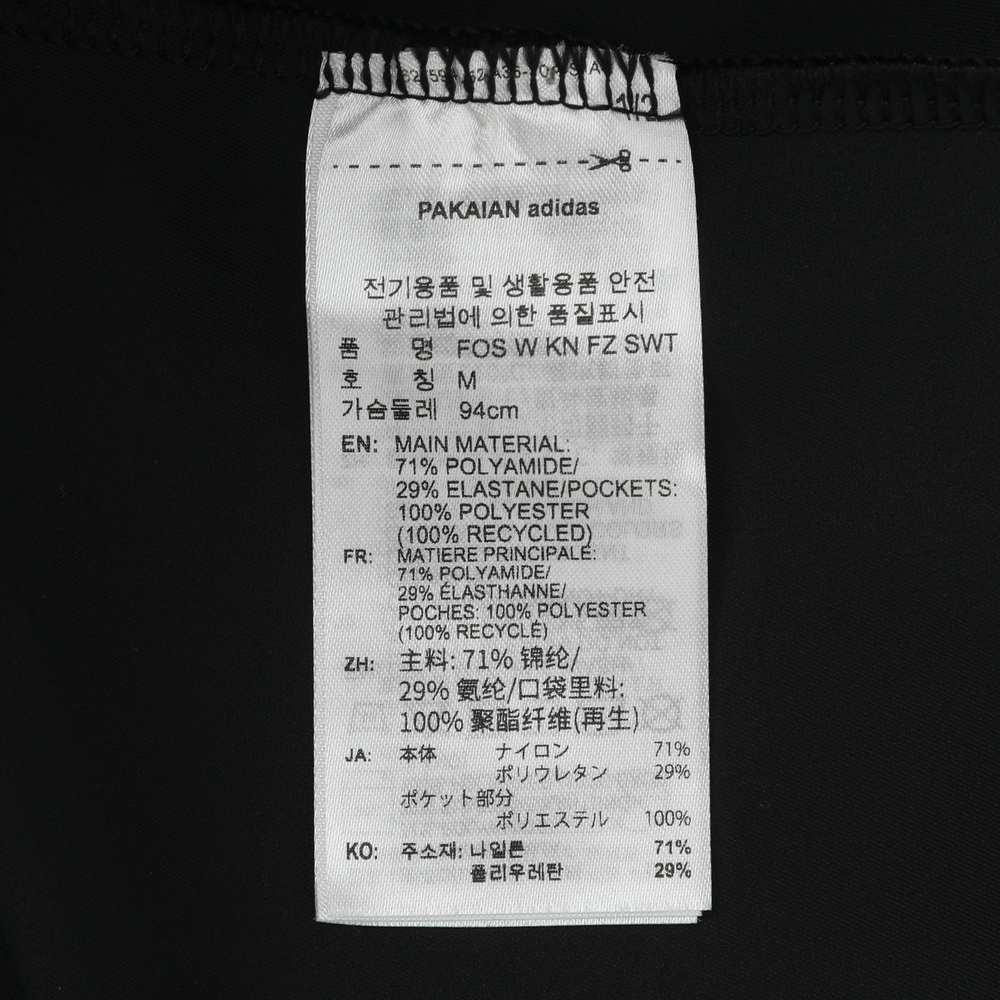 1/2
PAKAIAN adidas
전기용품 및 생활용품 안전
관리법에 의한 품질표시
품 명 FOS W KN FZ SWT
호 칭 M
가슴둘레 94cm
EN: MAIN MATERIAL:
71% POLYAMIDE/
29% ELASTANE/POCKETS:
100% POLYESTER
(100% RECYCLED)
FR: MATIERE PRINCIPALE:
71% POLYAMIDE/
29% ÉLASTHANNE/
POCHES: 100% POLYESTER
(100% RECYCLÉ)
ZH: 主料: 71% 锦纶/
29% 氨纶/口袋里料:
100% 聚酯纤维(再生)
JA: 本体 ナイロン 71%
ポリウレタン 29%
ポケット部分
ポリエステル 100%
KO: 주소재: 나일론 71%
폴리우레탄 29%